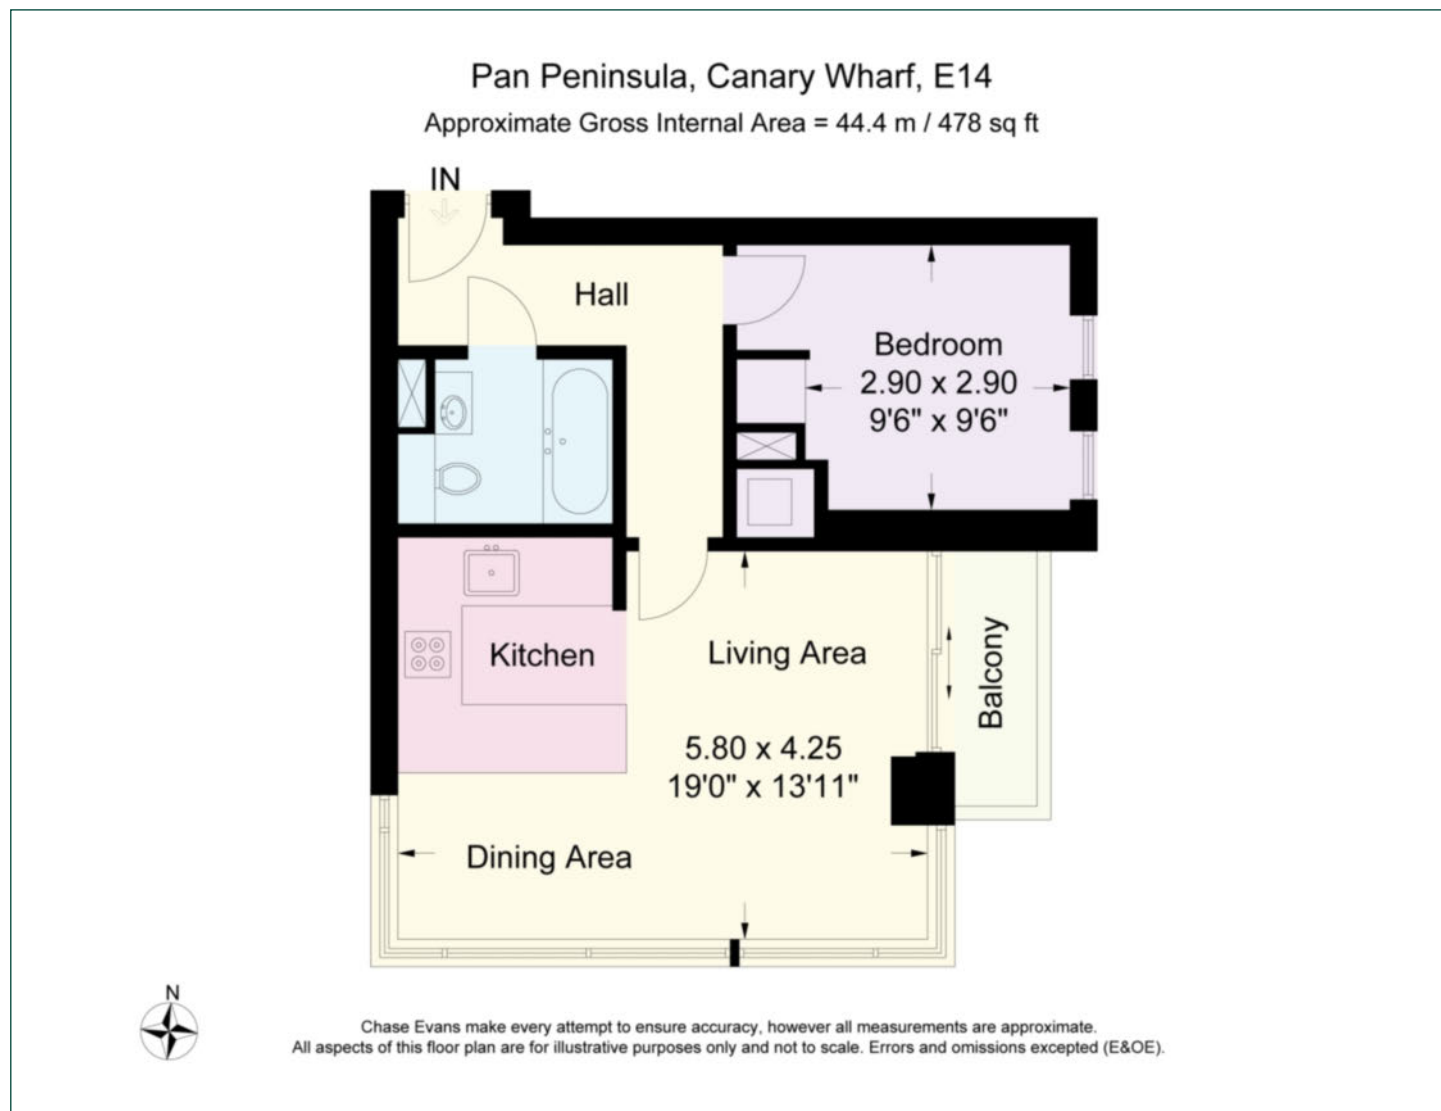 Pan Peninsula, Canary Wharf, E14
Approximate Gross Internal Area = 44.4 m / 478 sq ft
IN
Hall
Bedroom
2.90 x 2.90
9'6" x 9'6"
Kitchen
Living Area
Balcony
5.80 x 4.25
19'0" x 13'11"
Dining Area
N
Chase Evans make every attempt to ensure accuracy, however all measurements are approximate.
All aspects of this floor plan are for illustrative purposes only and not to scale. Errors and omissions excepted (E&OE).